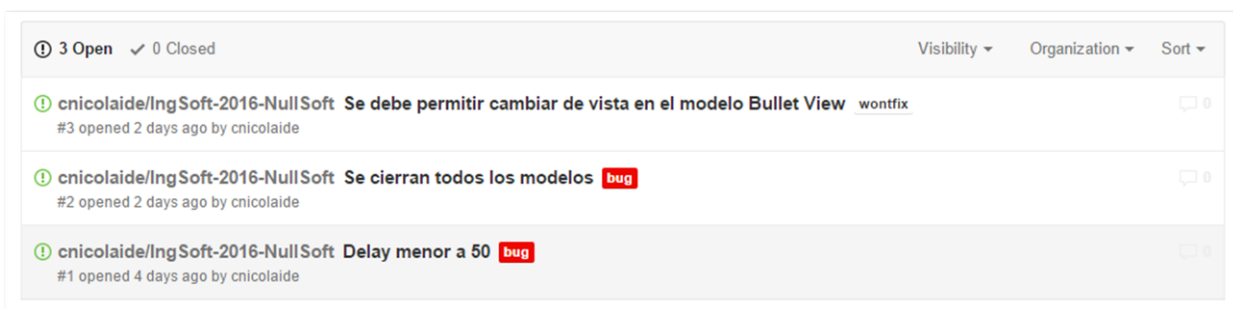 3 Open 0 Closed Visibility Organization Sort
cnicolaide/IngSoft-2016-NullSoft Se debe permitir cambiar de vista en el modelo Bullet View wontfix 0
#3 opened 2 days ago by cnicolaide
cnicolaide/IngSoft-2016-NullSoft Se cierran todos los modelos bug 0
#2 opened 2 days ago by cnicolaide
cnicolaide/IngSoft-2016-NullSoft Delay menor a 50 bug 0
#1 opened 4 days ago by cnicolaide